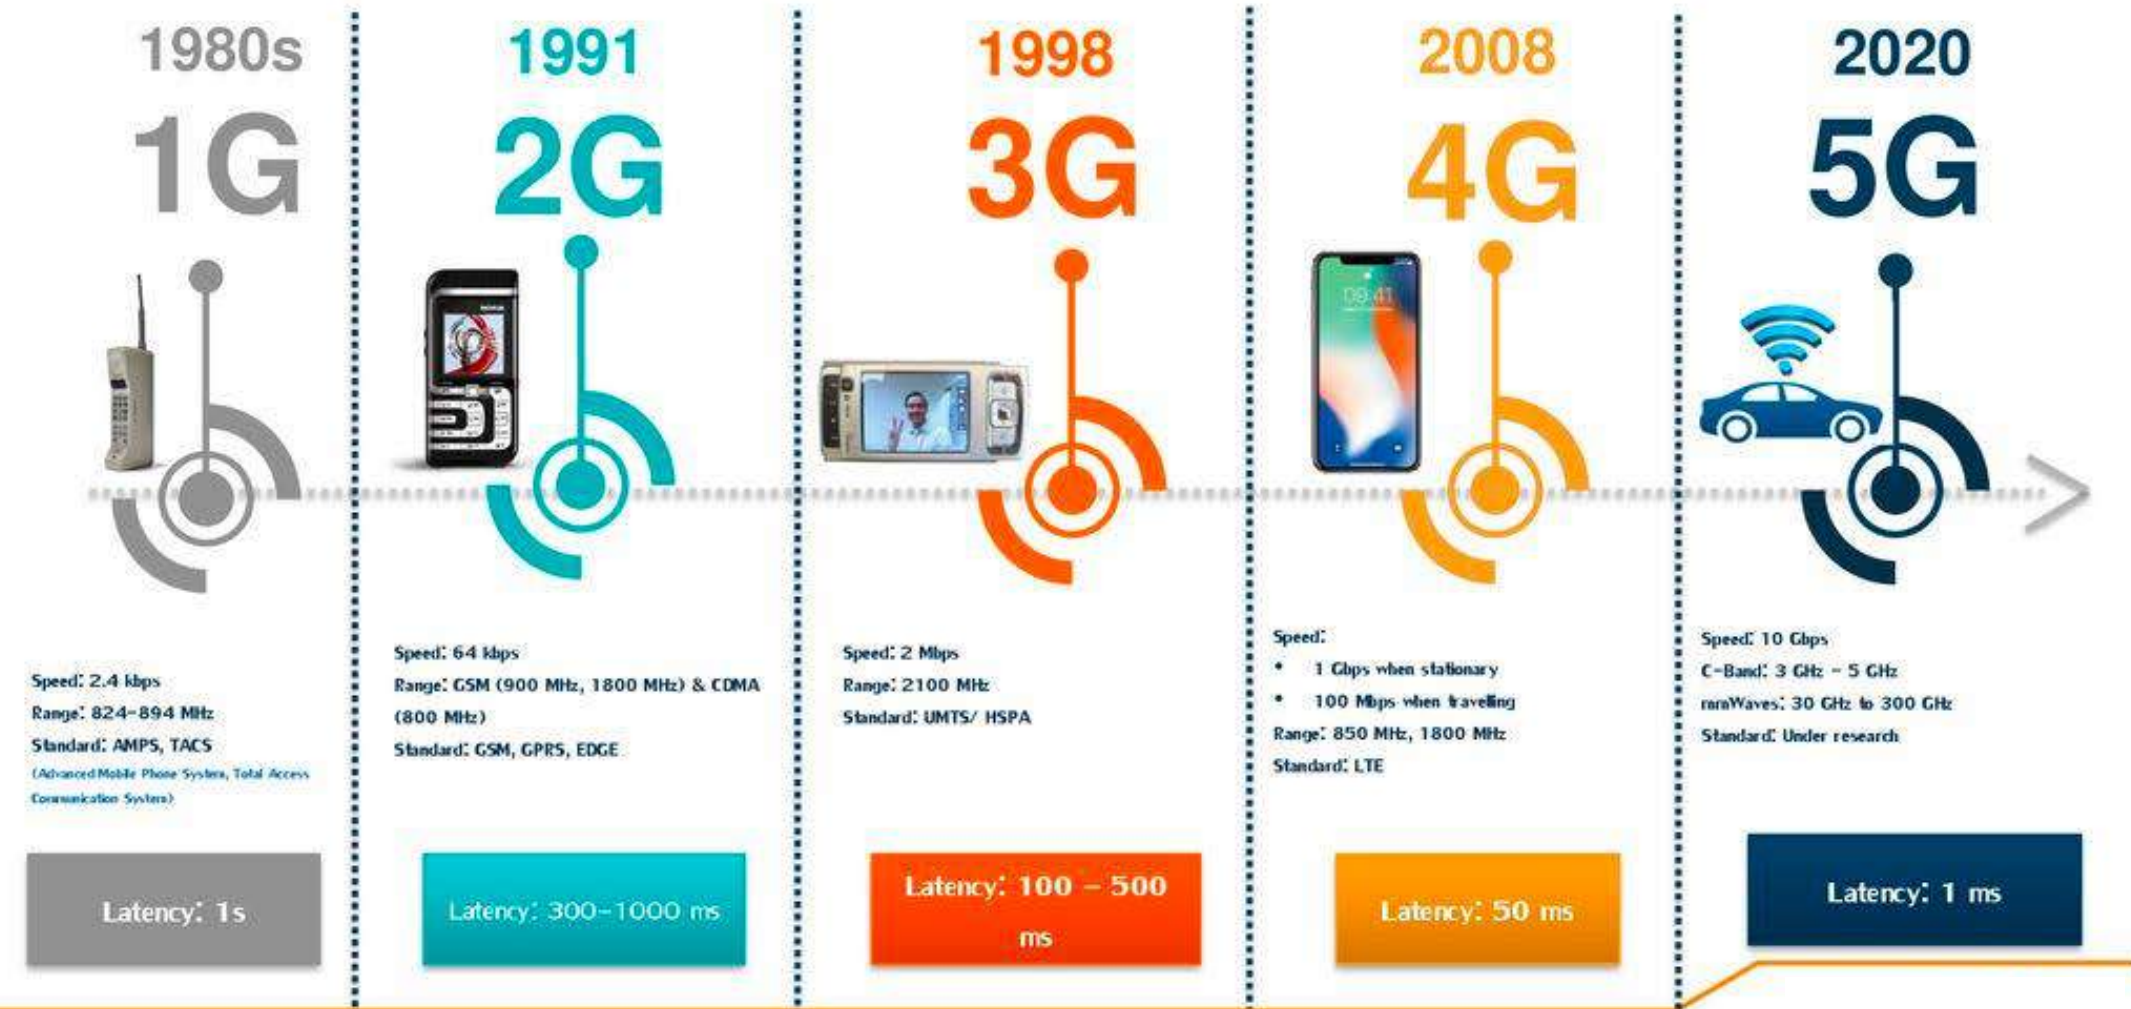 1980s
1G
Speed: 2.4 kbps
Range: 824-894 MHz
Standard: AMPS, TACS
(Advanced Mobile Phone System, Total Access
Communication System)
Latency: 1s
1991
2G
NOKIA
Speed: 64 kbps
Range: GSM (900 MHz, 1800 MHz) & CDMA
(800 MHz)
Standard: GSM, GPRS, EDGE
Latency: 300-1000 ms
1998
3G
Speed: 2 Mbps
Range: 2100 MHz
Standard: UMTS/ HSPA
Latency: 100 – 500
ms
2008
4G
09:41
Speed:
• 1 Gbps when stationary
• 100 Mbps when travelling
Range: 850 MHz, 1800 MHz
Standard: LTE
Latency: 50 ms
2020
5G
Speed: 10 Gbps
C-Band: 3 GHz – 5 GHz
mmWaves: 30 GHz to 300 GHz
Standard: Under research
Latency: 1 ms